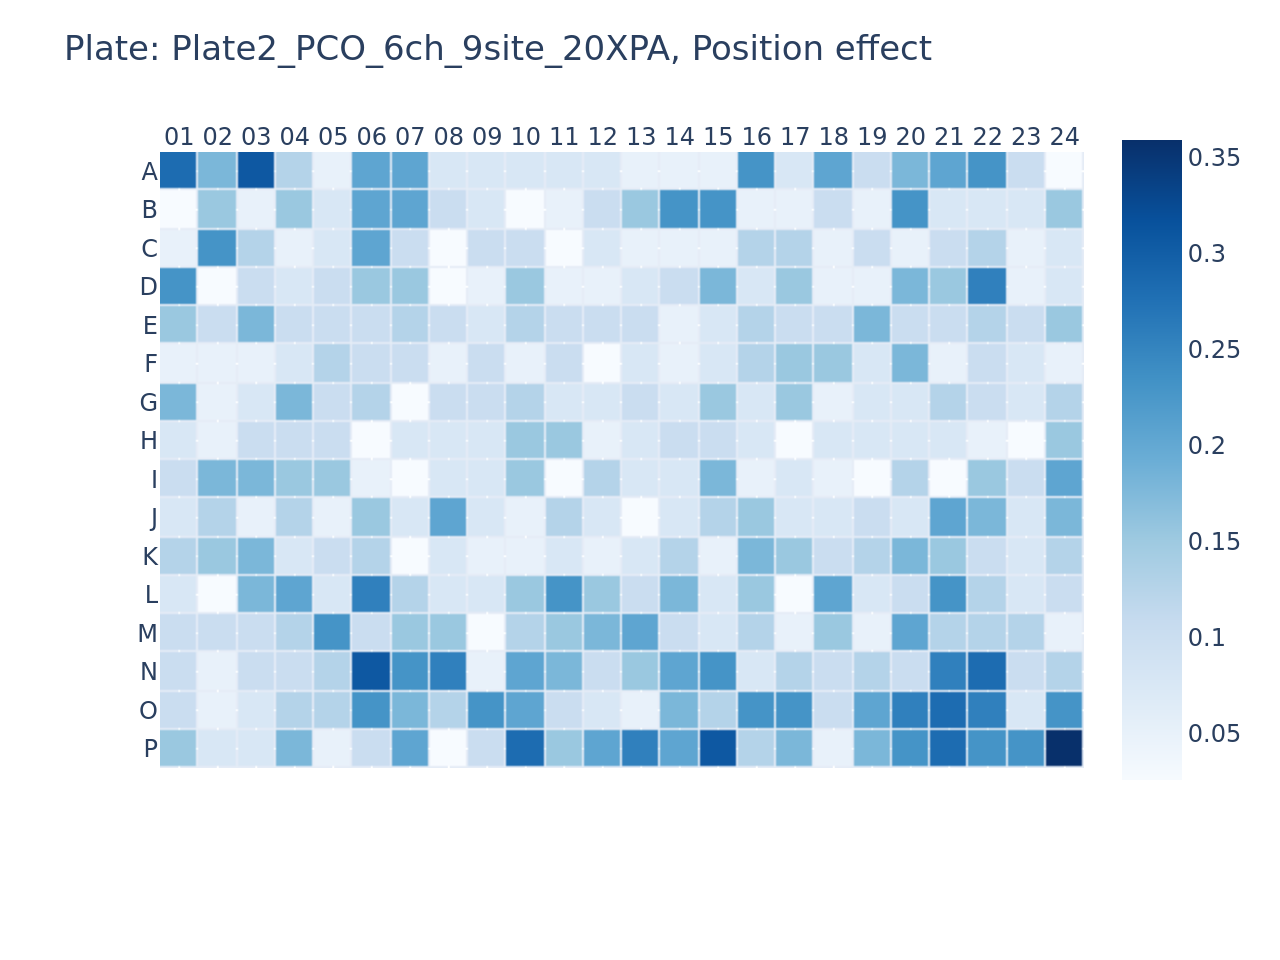 Plate: Plate2_PCO_6ch_9site_20XPA, Position effect
01 02 03 04 05 06 07 08 09 10 11 12 13 14 15 16 17 18 19 20 21 22 23 24
A
B
C
D
E
F
G
H
I
J
K
L
M
N
O
P
0.35
0.3
0.25
0.2
0.15
0.1
0.05